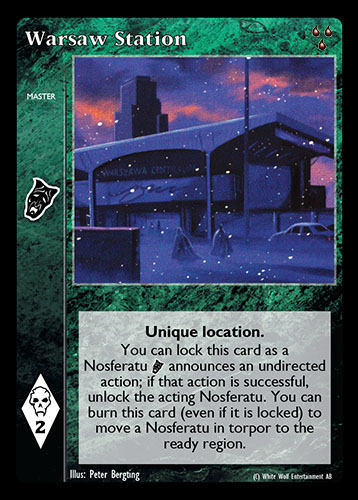 Warsaw Station
MASTER
WARSZAWA CENTRALNA
Unique location.
You can lock this card as a
Nosferatu announces an undirected
action; if that action is successful,
unlock the acting Nosferatu. You can
burn this card (even if it is locked) to
move a Nosferatu in torpor to the
ready region.
2
Illus: Peter Bergting
(C) White Wolf Entertainment AB